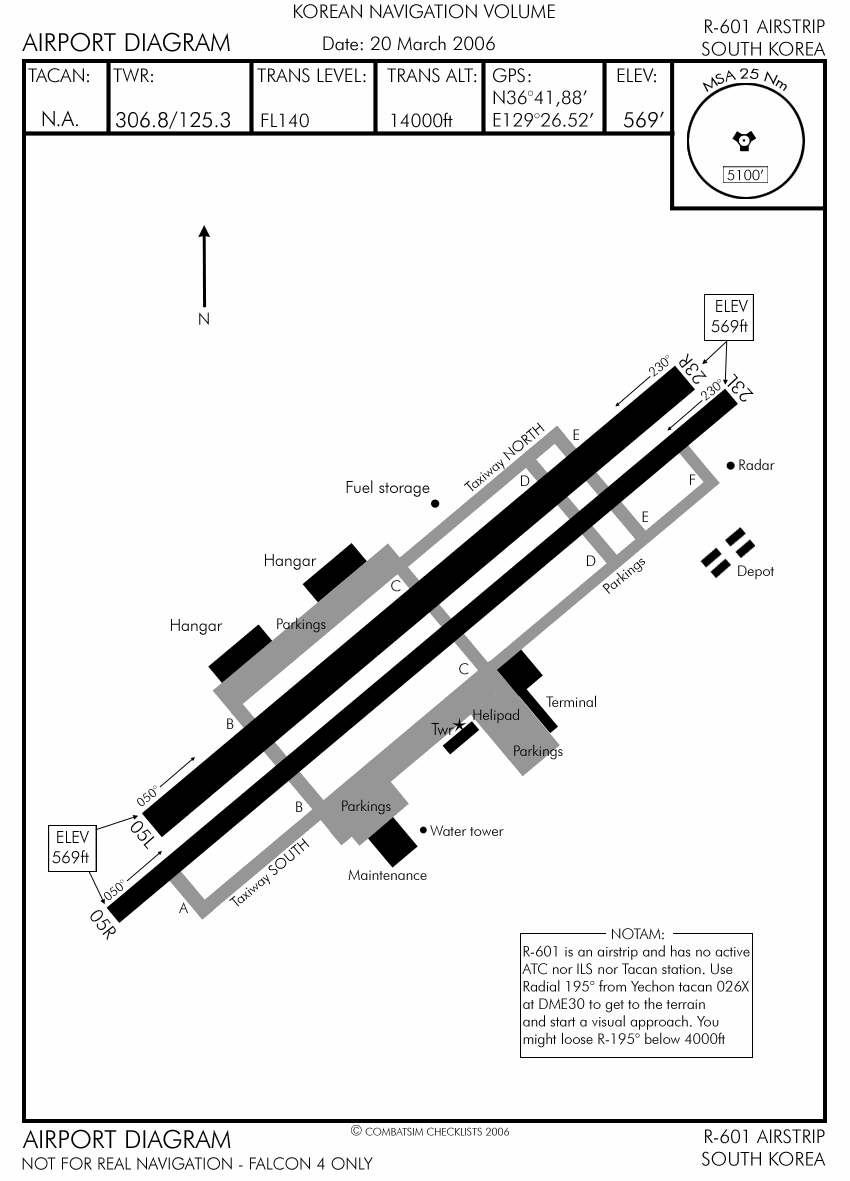 KOREAN NAVIGATION VOLUME
AIRPORT DIAGRAM
Date: 20 March 2006
R-601 AIRSTRIP
SOUTH KOREA
TACAN:
N.A.
TWR:
306.8/125.3
TRANS LEVEL:
FL140
TRANS ALT:
14000ft
GPS:
N36°41,88’
E129°26.52’
ELEV:
569’
MSA 25 Nm
5100’
N
ELEV
569ft
230°
23R
230°
23L
Taxiway NORTH
E
D
Radar
F
Fuel storage
E
Hangar
D
Depot
Parkings
C
Hangar
Parkings
C
Terminal
B
Helipad
Twr
Parkings
050°
B
Parkings
05L
Water tower
ELEV
569ft
Taxiway SOUTH
Maintenance
050°
A
05R
NOTAM:
R-601 is an airstrip and has no active
ATC nor ILS nor Tacan station. Use
Radial 195° from Yechon tacan 026X
at DME30 to get to the terrain
and start a visual approach. You
might loose R-195° below 4000ft
© COMBATSIM CHECKLISTS 2006
AIRPORT DIAGRAM
NOT FOR REAL NAVIGATION - FALCON 4 ONLY
R-601 AIRSTRIP
SOUTH KOREA